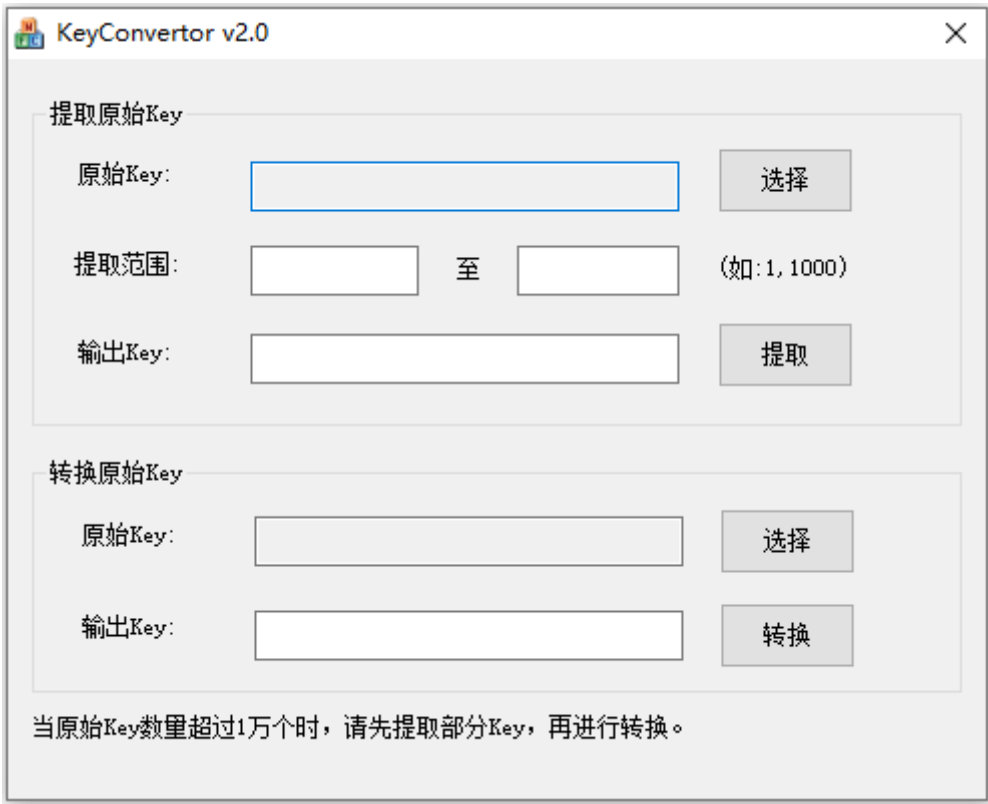 KeyConvertor v2.0
提取原始Key
原始Key:
选择
提取范围:
至
(如:1,1000)
输出Key:
提取
转换原始Key
原始Key:
选择
输出Key:
转换
当原始Key数量超过1万个时，请先提取部分Key，再进行转换。